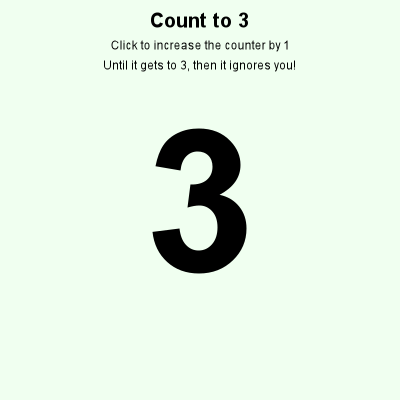 Count to 3
Click to increase the counter by 1
Until it gets to 3, then it ignores you!
3